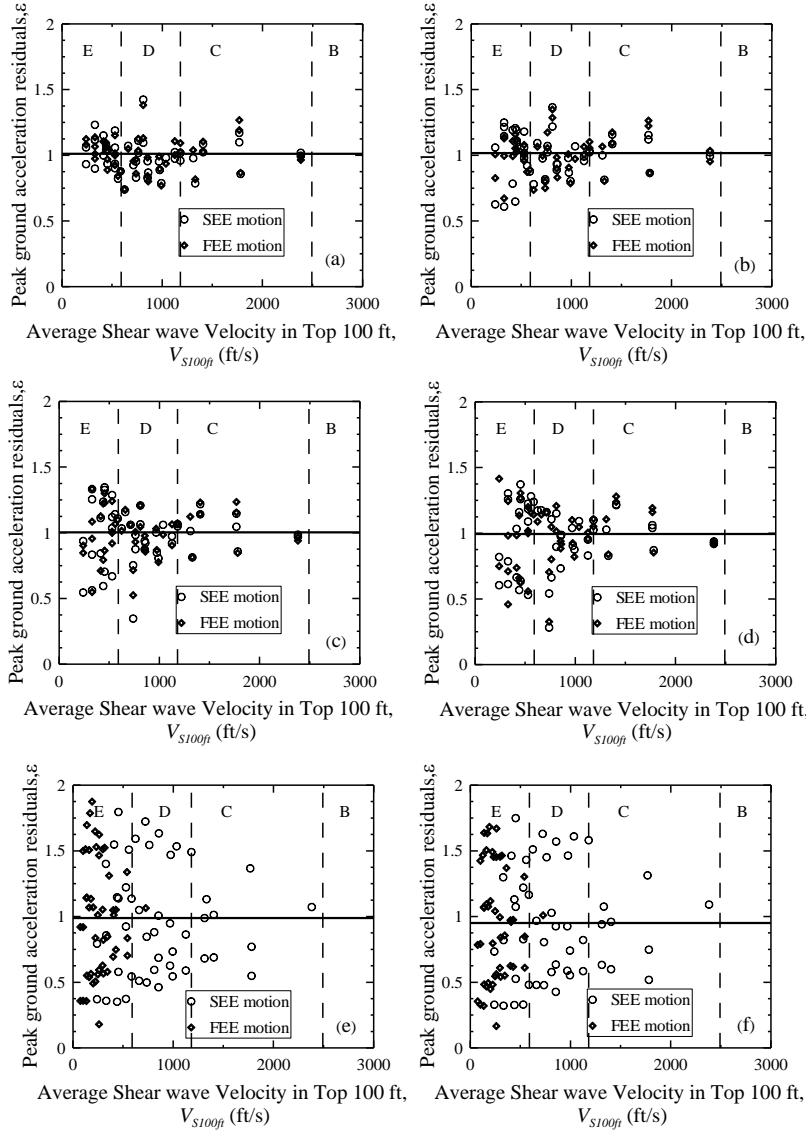 2
1.5
1
0.5
0
Peak ground acceleration residuals,ε
E
D
C
B
SEE motion
FEE motion
(a)
0
1000
2000
3000
Average Shear wave Velocity in Top 100 ft,
V_S100ft (ft/s)
2
1.5
1
0.5
0
Peak ground acceleration residuals,ε
E
D
C
B
SEE motion
FEE motion
(b)
0
1000
2000
3000
Average Shear wave Velocity in Top 100 ft,
V_S100ft (ft/s)
2
1.5
1
0.5
0
Peak ground acceleration residuals,ε
E
D
C
B
SEE motion
FEE motion
(c)
0
1000
2000
3000
Average Shear wave Velocity in Top 100 ft,
V_S100ft (ft/s)
2
1.5
1
0.5
0
Peak ground acceleration residuals,ε
E
D
C
B
SEE motion
FEE motion
(d)
0
1000
2000
3000
Average Shear wave Velocity in Top 100 ft,
V_S100ft (ft/s)
2
1.5
1
0.5
0
Peak ground acceleration residuals,ε
E
D
C
B
SEE motion
FEE motion
(e)
0
1000
2000
3000
Average Shear wave Velocity in Top 100 ft,
V_S100ft (ft/s)
2
1.5
1
0.5
0
Peak ground acceleration residuals,ε
E
D
C
B
SEE motion
FEE motion
(f)
0
1000
2000
3000
Average Shear wave Velocity in Top 100 ft,
V_S100ft (ft/s)